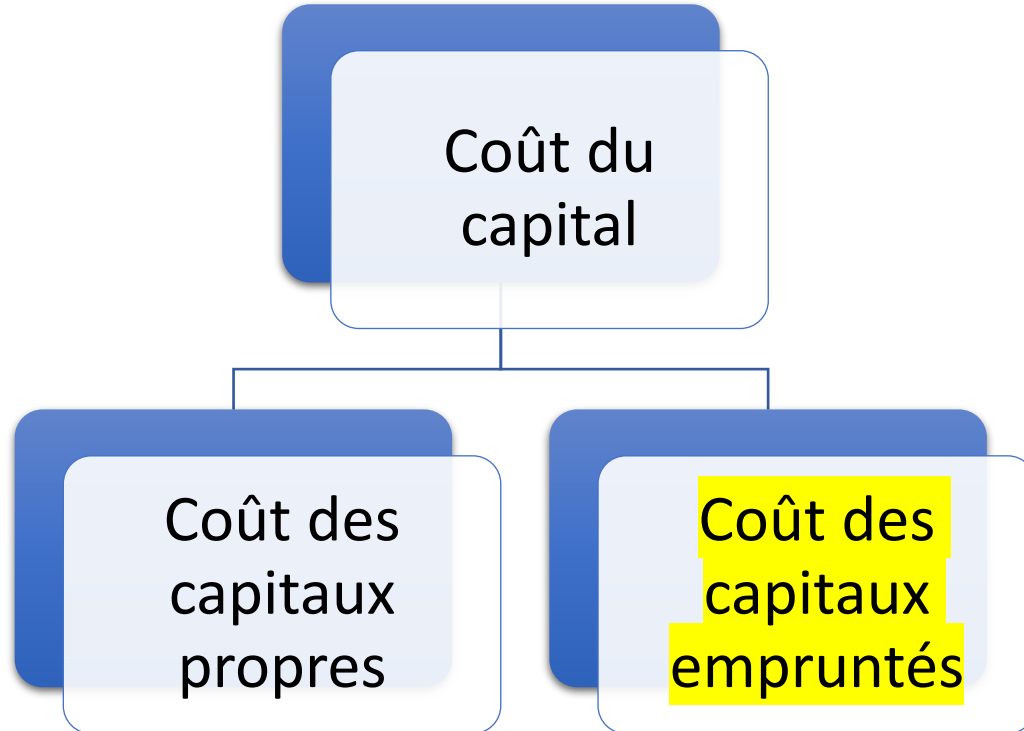 Coût du
capital
Coût des
capitaux
propres
Coût des
capitaux
empruntés